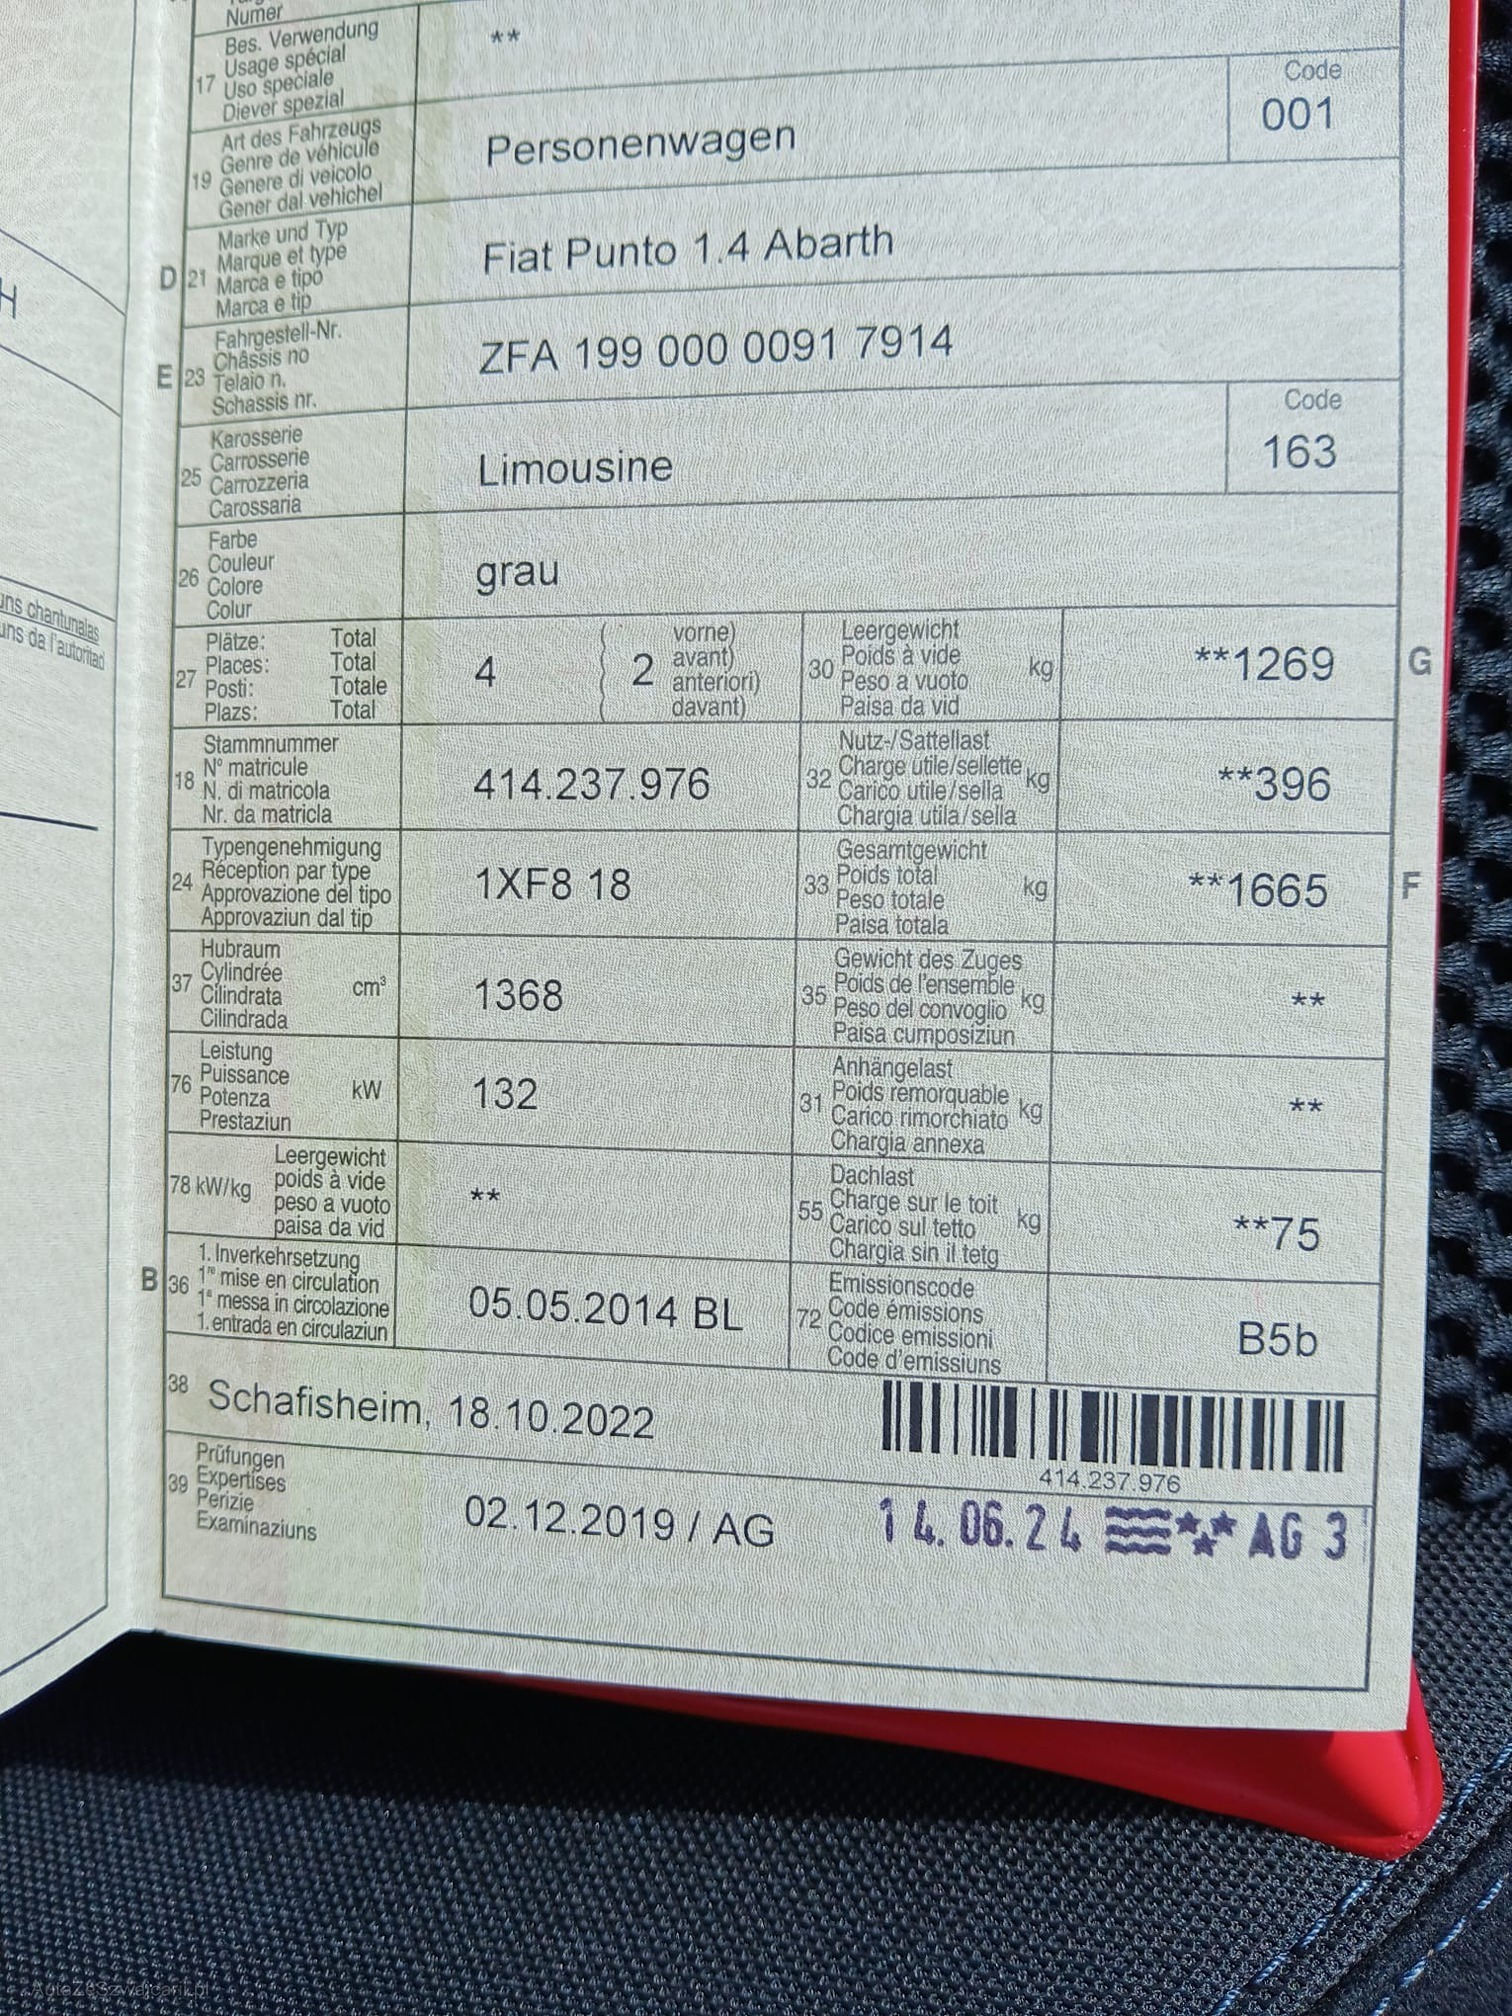 Numer
17 Bes. Verwendung
Usage spécial
Uso speciale
Diever spezial
**
19 Art des Fahrzeugs
Genre de véhicule
Genere di veicolo
Gener dal vehichel
Personenwagen
Code
001
D 21 Marke und Typ
Marque et type
Marca e tipo
Marca e tip
Fiat Punto 1.4 Abarth
E 23 Fahrgestell-Nr.
Châssis no
Telaio n.
Schassis nr.
ZFA 199 000 0091 7914
25 Karosserie
Carrosserie
Carrozzeria
Carossaria
Limousine
Code
163
26 Farbe
Couleur
Colore
Colur
grau
27 Plätze: Total
Places: Total
Posti: Totale
Plazs: Total
4
2
vorne)
avant)
anteriori)
davant)
30 Leergewicht
Poids à vide
Peso a vuoto
Paisa da vid
kg
**1269
G
18 Stammnummer
N° matricule
N. di matricola
Nr. da matricla
414.237.976
32 Nutz-/Sattellast
Charge utile/sellette
Carico utile/sella
Chargia utila/sella
kg
**396
24 Typengenehmigung
Réception par type
Approvazione del tipo
Approvaziun dal tip
1XF8 18
33 Gesamtgewicht
Poids total
Peso totale
Paisa totala
kg
**1665
F
37 Hubraum
Cylindrée
Cilindrata
Cilindrada
cm³
1368
35 Gewicht des Zuges
Poids de l'ensemble
Peso del convoglio
Paisa cumposiziun
kg
**
76 Leistung
Puissance
Potenza
Prestaziun
kW
132
31 Anhängelast
Poids remorquable
Carico rimorchiato
Chargia annexa
kg
**
78 kW/kg
Leergewicht
poids à vide
peso a vuoto
paisa da vid
**
55 Dachlast
Charge sur le toit
Carico sul tetto
Chargia sin il tetg
kg
**75
B 36 1. Inverkehrsetzung
1re mise en circulation
1a messa in circolazione
1. entrada en circulaziun
05.05.2014 BL
72 Emissionscode
Code émissions
Codice emissioni
Code d'emissiuns
B5b
38 Schafisheim, 18.10.2022
414.237.976
39 Prüfungen
Expertises
Perizie
Examinaziuns
02.12.2019 / AG
14.06.24 AG 3
H
uns chantunalas
uns da l'autoritad
AutaZeSzwajcarii.pl